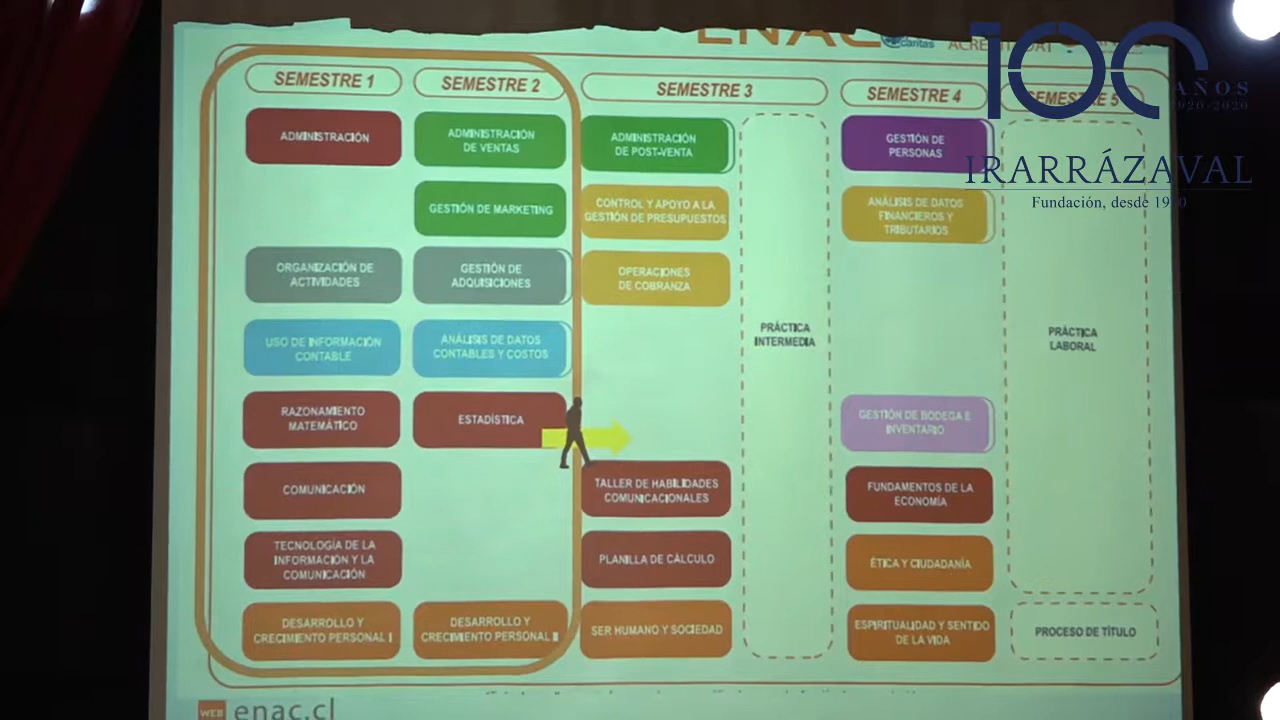 ENAC
cáritas
100
AÑOS
1920-2020
IRARRÁZAVAL
Fundación, desde 1920
SEMESTRE 1
SEMESTRE 2
SEMESTRE 3
SEMESTRE 4
SEMESTRE 5
ADMINISTRACIÓN
ADMINISTRACIÓN
DE VENTAS
ADMINISTRACIÓN
DE POST-VENTA
GESTIÓN DE
PERSONAS
GESTIÓN DE MARKETING
CONTROL Y APOYO A LA
GESTIÓN DE PRESUPUESTOS
ANÁLISIS DE DATOS
FINANCIEROS Y
TRIBUTARIOS
ORGANIZACIÓN DE
ACTIVIDADES
GESTIÓN DE
ADQUISICIONES
OPERACIONES
DE COBRANZA
USO DE INFORMACIÓN
CONTABLE
ANÁLISIS DE DATOS
CONTABLES Y COSTOS
PRÁCTICA
INTERMEDIA
PRÁCTICA
LABORAL
RAZONAMIENTO
MATEMÁTICO
ESTADÍSTICA
GESTIÓN DE BODEGA E
INVENTARIO
COMUNICACIÓN
TALLER DE HABILIDADES
COMUNICACIONALES
FUNDAMENTOS DE LA
ECONOMÍA
TECNOLOGÍA DE LA
INFORMACIÓN Y LA
COMUNICACIÓN
PLANILLA DE CÁLCULO
ÉTICA Y CIUDADANÍA
DESARROLLO Y
CRECIMIENTO PERSONAL I
DESARROLLO Y
CRECIMIENTO PERSONAL II
SER HUMANO Y SOCIEDAD
ESPIRITUALIDAD Y SENTIDO
DE LA VIDA
PROCESO DE TÍTULO
WEB
enac.cl